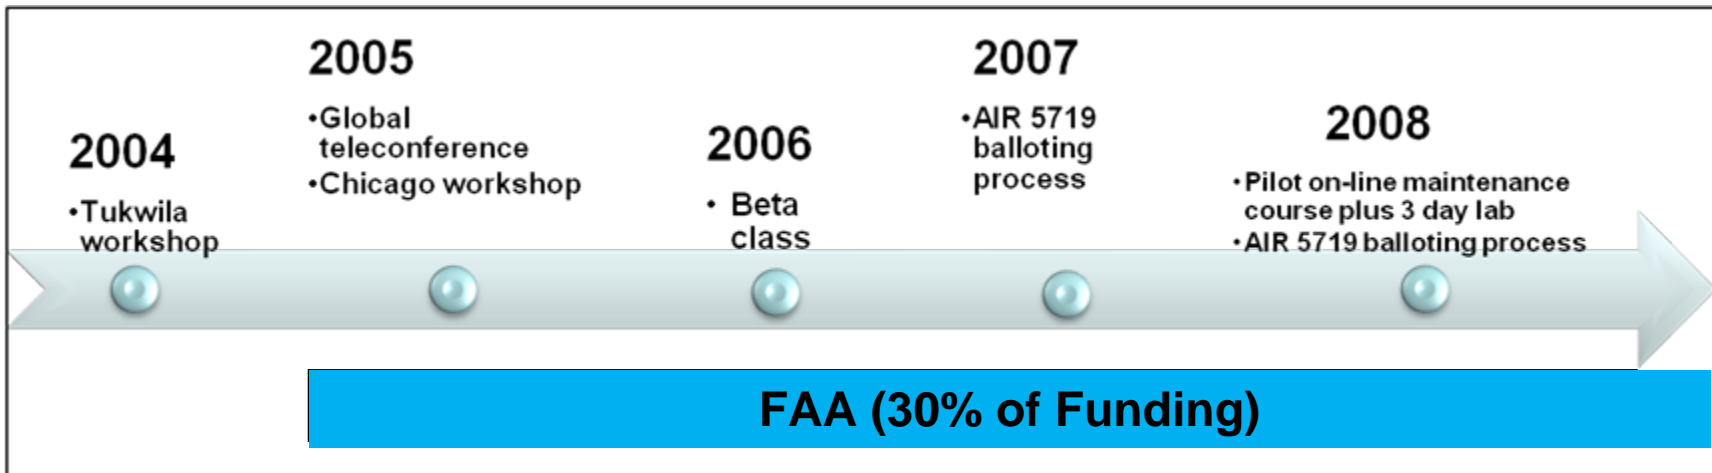 2004
•Tukwila
workshop
2005
•Global
teleconference
•Chicago workshop
2006
• Beta
class
2007
•AIR 5719
balloting
process
2008
•Pilot on-line maintenance
course plus 3 day lab
•AIR 5719 balloting process
FAA (30% of Funding)